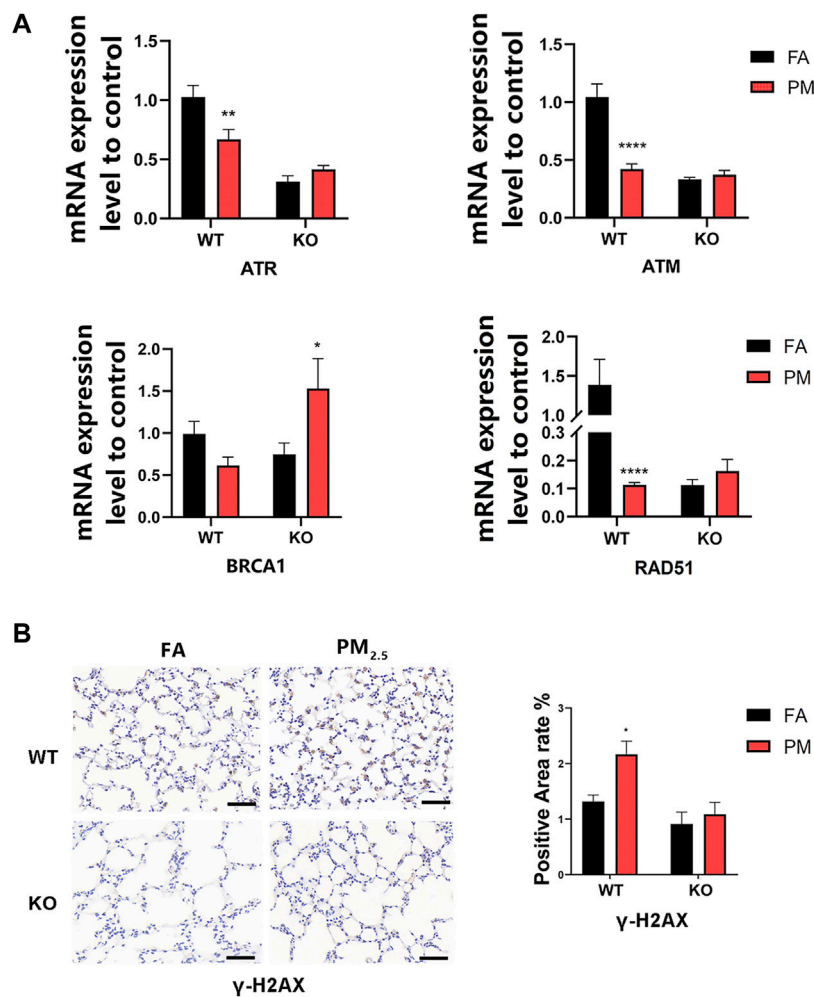 A
mRNA expression
level to control
1.5
1.0
0.5
0.0
**
WT
KO
ATR
mRNA expression
level to control
1.5
1.0
0.5
0.0
****
WT
KO
ATM
FA
PM
mRNA expression
level to control
2.0
1.5
1.0
0.5
0.0
*
WT
KO
BRCA1
mRNA expression
level to control
2.0
1.5
1.0
0.3
0.2
0.1
0.0
****
WT
KO
RAD51
FA
PM
B
FA
PM2.5
WT
KO
γ-H2AX
Positive Area rate %
3
2
1
0
*
WT
KO
γ-H2AX
FA
PM